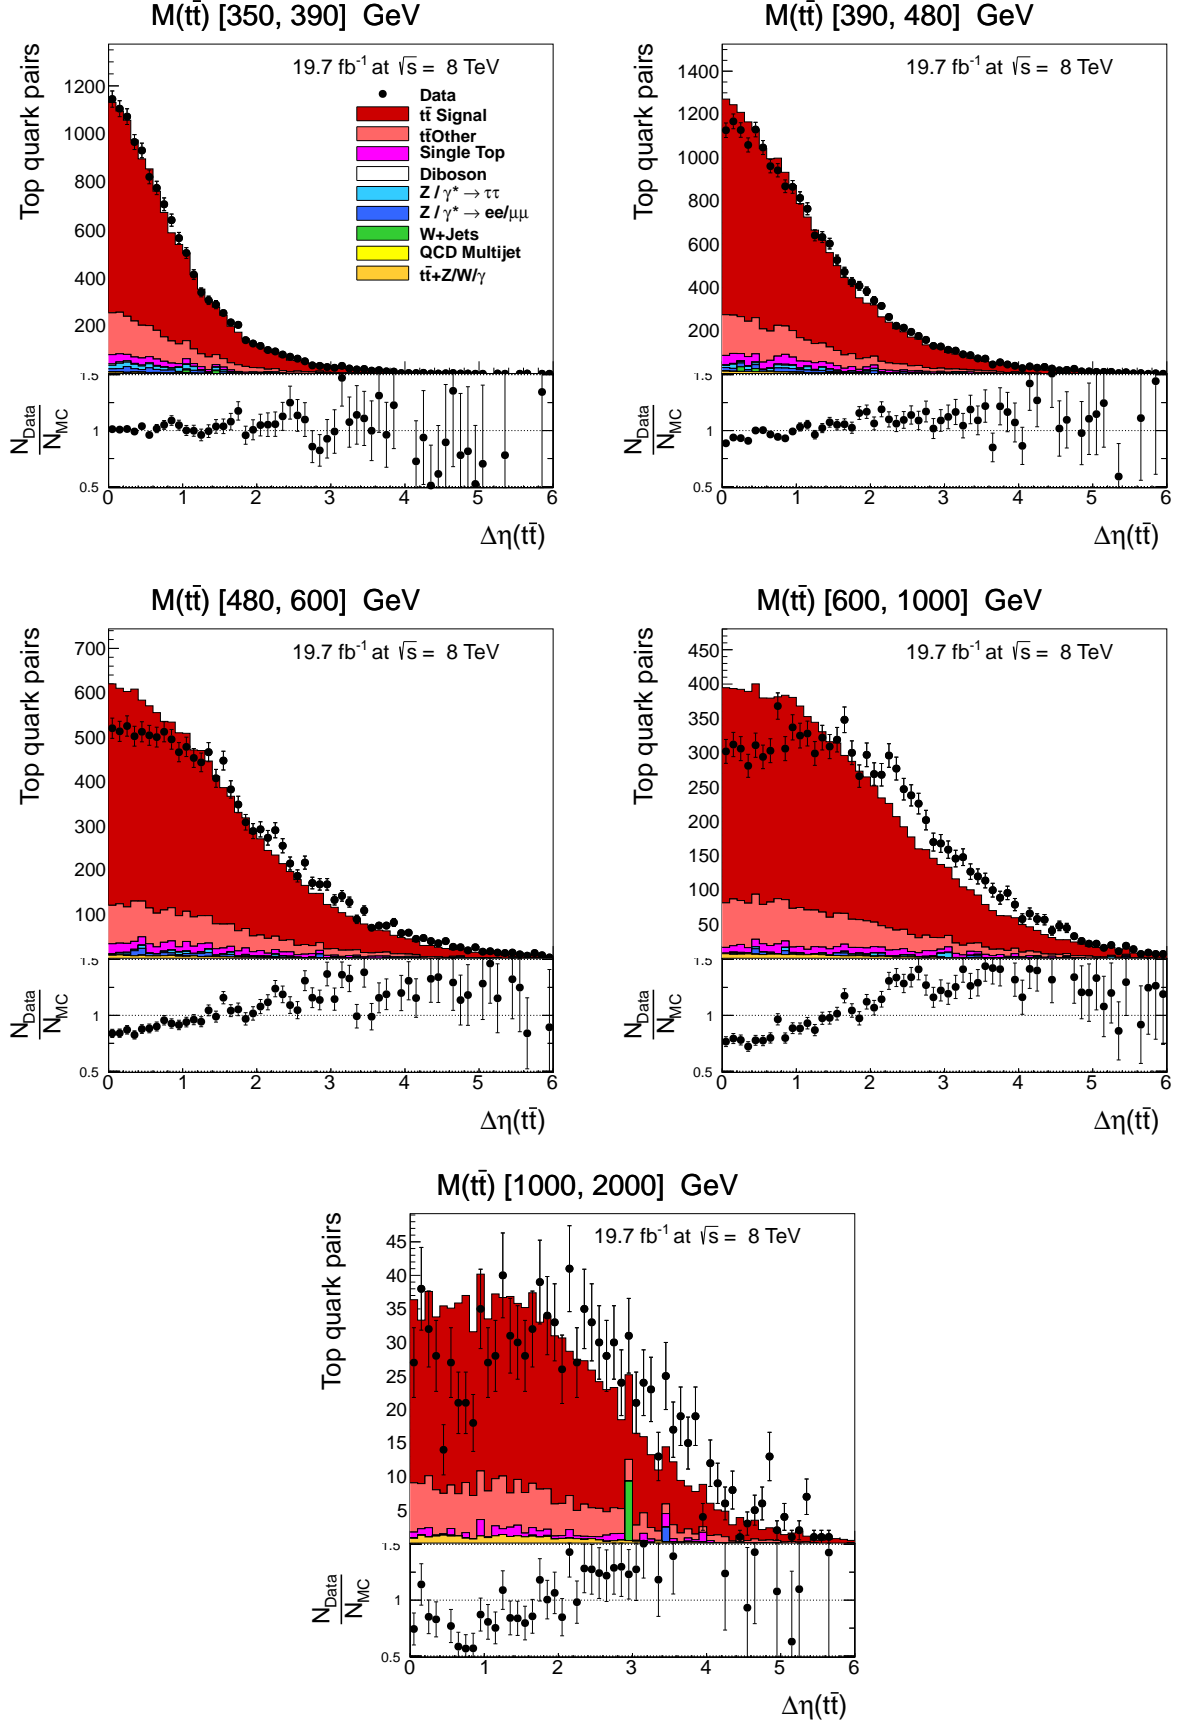 M(tt̄) [350, 390] GeV
Top quark pairs
19.7 fb⁻¹ at √s = 8 TeV
Data
tt̄ Signal
tt̄Other
Single Top
Diboson
Z / γ* → ττ
Z / γ* → ee/μμ
W+Jets
QCD Multijet
tt̄+Z/W/γ
1200
1000
800
600
400
200
N_Data/N_MC
1.5
1
0.5
0 1 2 3 4 5 6
Δη(tt̄)
M(tt̄) [390, 480] GeV
Top quark pairs
19.7 fb⁻¹ at √s = 8 TeV
1400
1200
1000
800
600
400
200
N_Data/N_MC
1.5
1
0.5
0 1 2 3 4 5 6
Δη(tt̄)
M(tt̄) [480, 600] GeV
Top quark pairs
19.7 fb⁻¹ at √s = 8 TeV
700
600
500
400
300
200
100
N_Data/N_MC
1.5
1
0.5
0 1 2 3 4 5 6
Δη(tt̄)
M(tt̄) [600, 1000] GeV
Top quark pairs
19.7 fb⁻¹ at √s = 8 TeV
450
400
350
300
250
200
150
100
50
N_Data/N_MC
1.5
1
0.5
0 1 2 3 4 5 6
Δη(tt̄)
M(tt̄) [1000, 2000] GeV
Top quark pairs
19.7 fb⁻¹ at √s = 8 TeV
45
40
35
30
25
20
15
10
5
N_Data/N_MC
1.5
1
0.5
0 1 2 3 4 5 6
Δη(tt̄)